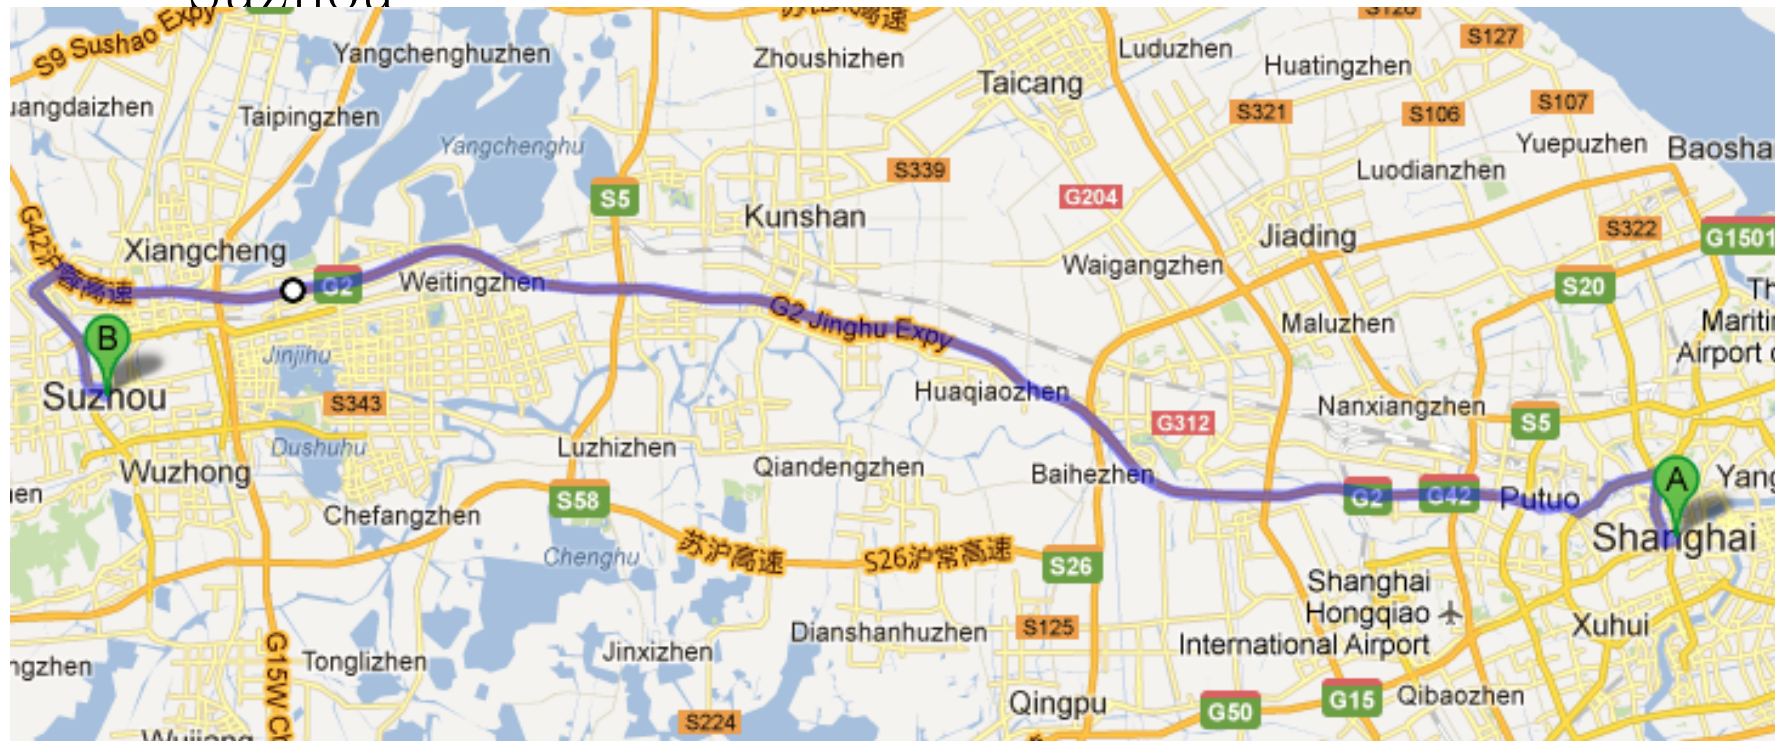 S9 Sushao Expy
Yangchenghuzhen
Zhoushizhen
Taicang
Luduzhen
Huatingzhen
S127
S126
Taipingzhen
Yangchenghu
S321
S106
S107
Yuepuzhen
Luodianzhen
S339
S5
G204
Kunshan
Jiading
S322
G1501
G42沪蓉高速
Xiangcheng
G2
Weitingzhen
Waigangzhen
S20
G2 Jinghu Expy
Maluzhen
Airport
B
Jinjihu
Suzhou
S343
Huaqiaozhen
G312
Nanxiangzhen
S5
Dushuhu
Wuzhong
Luzhizhen
Qiandengzhen
Baihezhen
A
G2
G42
Putuo
Shanghai
S58
Chefangzhen
Chenghu
苏沪高速
S26沪常高速
S26
Shanghai
Hongqiao
International Airport
Xuhui
Dianshanhuzhen
S125
Tonglizhen
Jinxizhen
Qingpu
G50
G15
Qibaozhen
S224
G15W